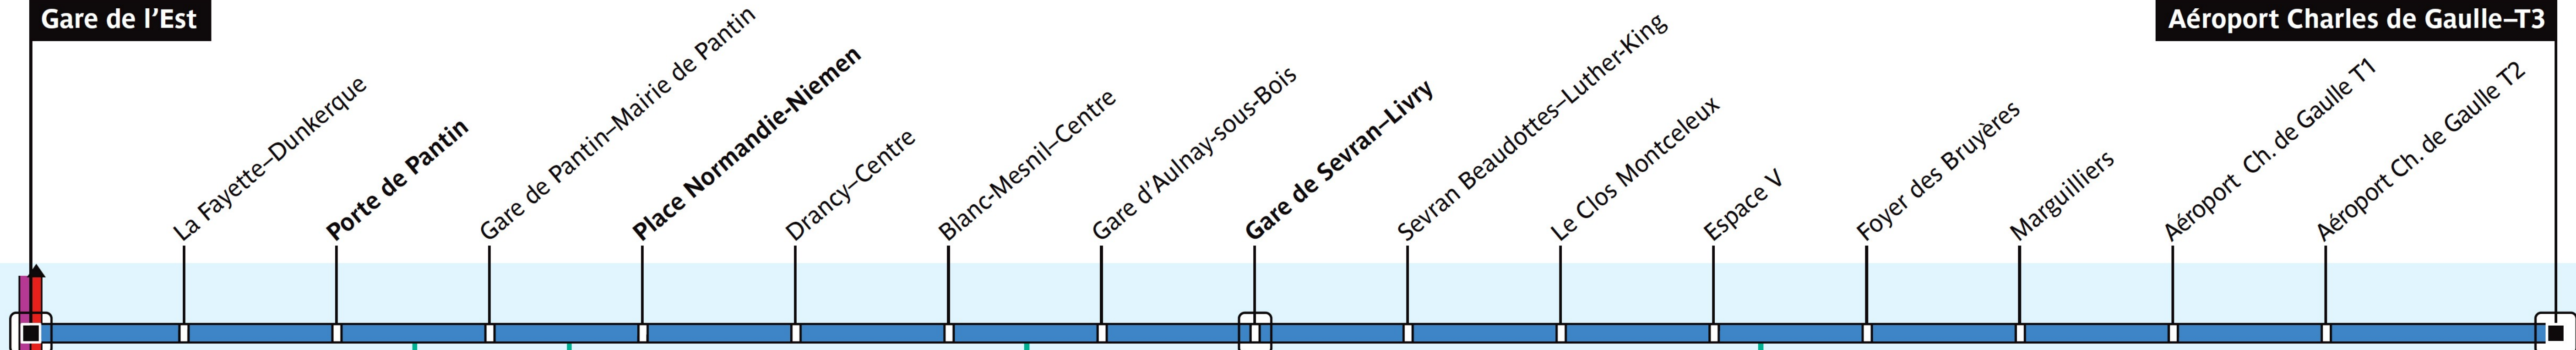 Gare de l'Est
La Fayette–Dunkerque
Porte de Pantin
Gare de Pantin–Mairie de Pantin
Place Normandie-Niemen
Drancy–Centre
Blanc-Mesnil–Centre
Gare d'Aulnay-sous-Bois
Gare de Sevran–Livry
Sevran Beaudottes–Luther-King
Le Clos Montceleux
Espace V
Foyer des Bruyères
Marguilliers
Aéroport Ch. de Gaulle T1
Aéroport Ch. de Gaulle T2
Aéroport Charles de Gaulle–T3